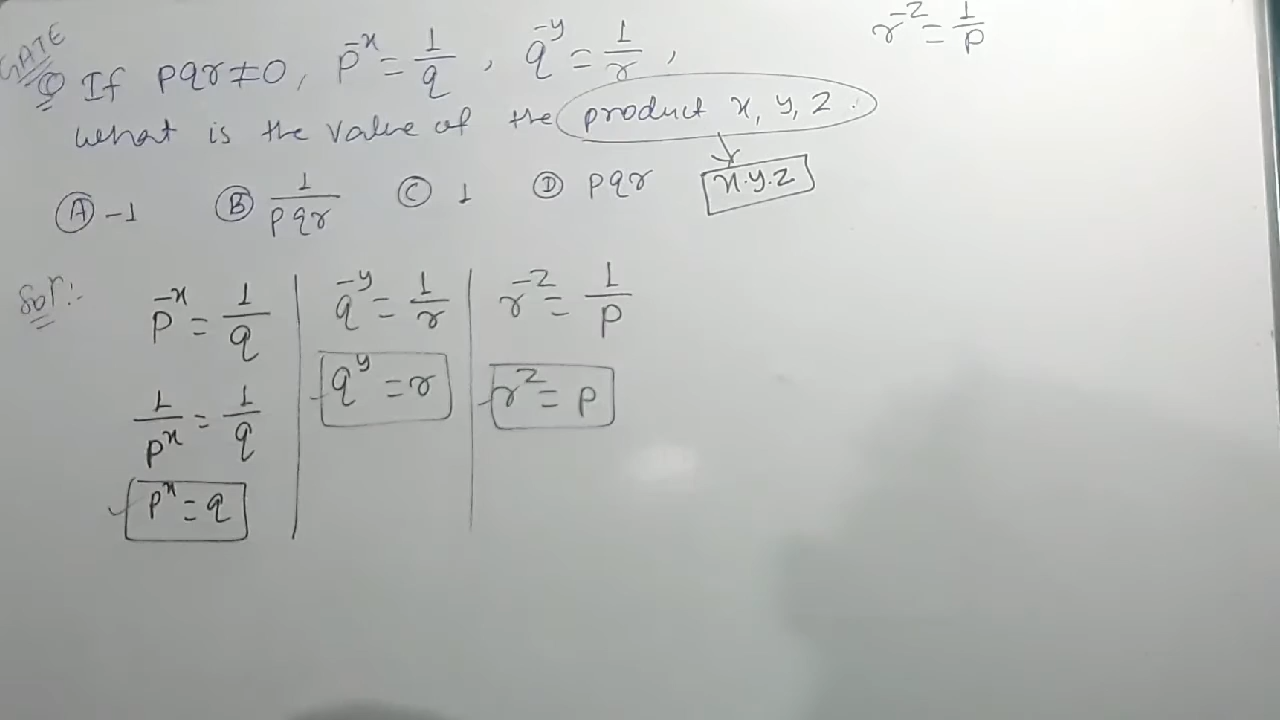 GATE
Q If pqr≠0, p^-x = 1/q , q^-y = 1/r , r^-z = 1/p
what is the value of the product x, y, z.
Ⓐ -1 Ⓑ 1/pqr Ⓒ 1 Ⓓ pqr x.y.z
Sol:-
p^-x = 1/q q^-y = 1/r r^-z = 1/p
1/p^x = 1/q q^y = r r^z = p
p^x = q